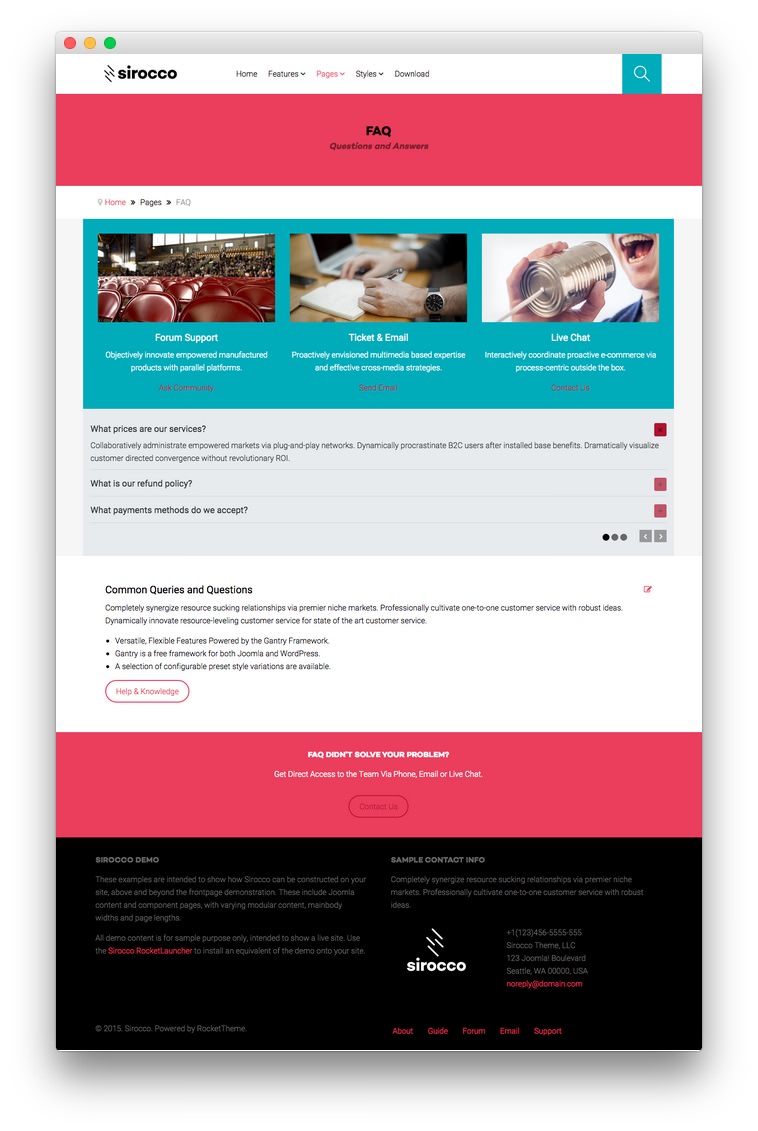 sirocco
Home Features Pages Styles Download
FAQ
Questions and Answers
Home » Pages » FAQ
Forum Support
Objectively innovate empowered manufactured
products with parallel platforms.
Ask Community
Ticket & Email
Proactively envisioned multimedia based expertise
and effective cross-media strategies.
Send Email
Live Chat
Interactively coordinate proactive e-commerce via
process-centric outside the box.
Contact Us
What prices are our services?
Collaboratively administrate empowered markets via plug-and-play networks. Dynamically procrastinate B2C users after installed base benefits. Dramatically visualize
customer directed convergence without revolutionary ROI.
What is our refund policy?
What payments methods do we accept?
Common Queries and Questions
Completely synergize resource sucking relationships via premier niche markets. Professionally cultivate one-to-one customer service with robust ideas.
Dynamically innovate resource-leveling customer service for state of the art customer service.
• Versatile, Flexible Features Powered by the Gantry Framework.
• Gantry is a free framework for both Joomla and WordPress.
• A selection of configurable preset style variations are available.
Help & Knowledge
FAQ DIDN'T SOLVE YOUR PROBLEM?
Get Direct Access to the Team Via Phone, Email or Live Chat.
Contact Us
SIROCCO DEMO
These examples are intended to show how Sirocco can be constructed on your
site, above and beyond the frontpage demonstration. These include Joomla
content and component pages, with varying modular content, mainbody
widths and page lengths.
All demo content is for sample purpose only, intended to show a live site. Use
the Sirocco RocketLauncher to install an equivalent of the demo onto your site.
SAMPLE CONTACT INFO
Completely synergize resource sucking relationships via premier niche
markets. Professionally cultivate one-to-one customer service with robust
ideas.
sirocco
+1(123)456-5555-555
Sirocco Theme, LLC
123 Joomla! Boulevard
Seattle, WA 00000, USA
noreply@domain.com
© 2015. Sirocco. Powered by RocketTheme.
About Guide Forum Email Support